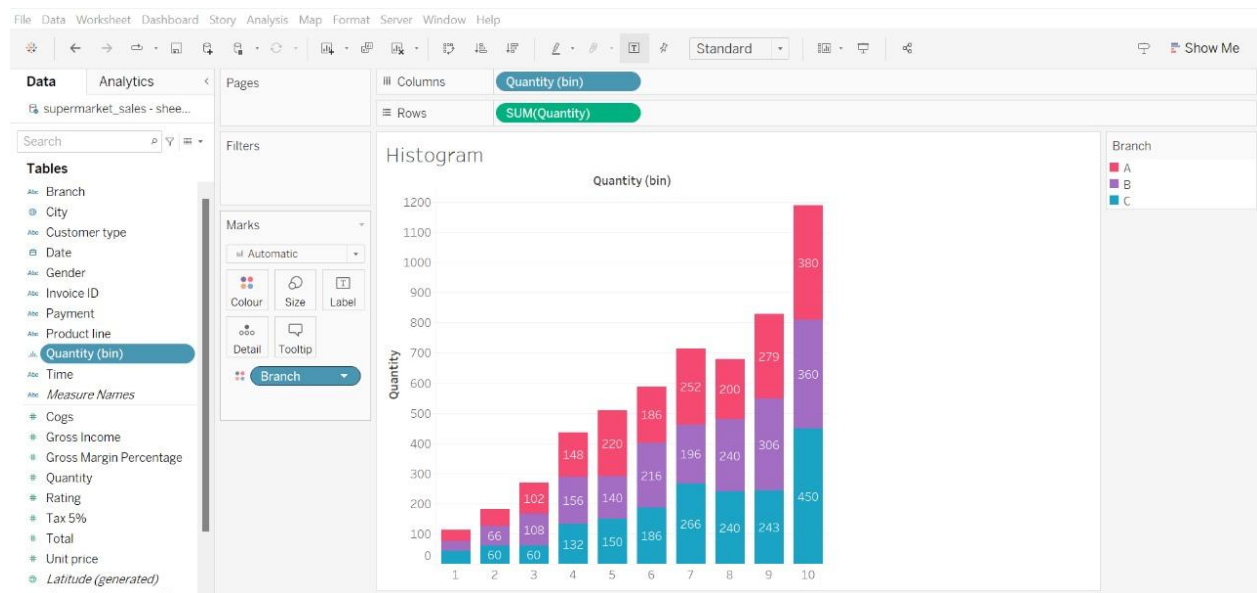 File Data Worksheet Dashboard Story Analysis Map Format Server Window Help
Standard
Show Me
Data Analytics
supermarket_sales - shee...
Search
Tables
Branch
City
Customer type
Date
Gender
Invoice ID
Payment
Product line
Quantity (bin)
Time
Measure Names
Cogs
Gross Income
Gross Margin Percentage
Quantity
Rating
Tax 5%
Total
Unit price
Latitude (generated)
Pages
Filters
Marks
Automatic
Colour Size Label
Detail Tooltip
Branch
Columns Quantity (bin)
Rows SUM(Quantity)
Histogram
Quantity (bin)
Quantity
1200
1100
1000
900
800
700
600
500
400
300
200
100
0
66
60
102
108
60
148
156
132
220
140
150
186
216
186
252
196
266
200
240
240
279
306
243
380
360
450
1 2 3 4 5 6 7 8 9 10
Branch
A
B
C